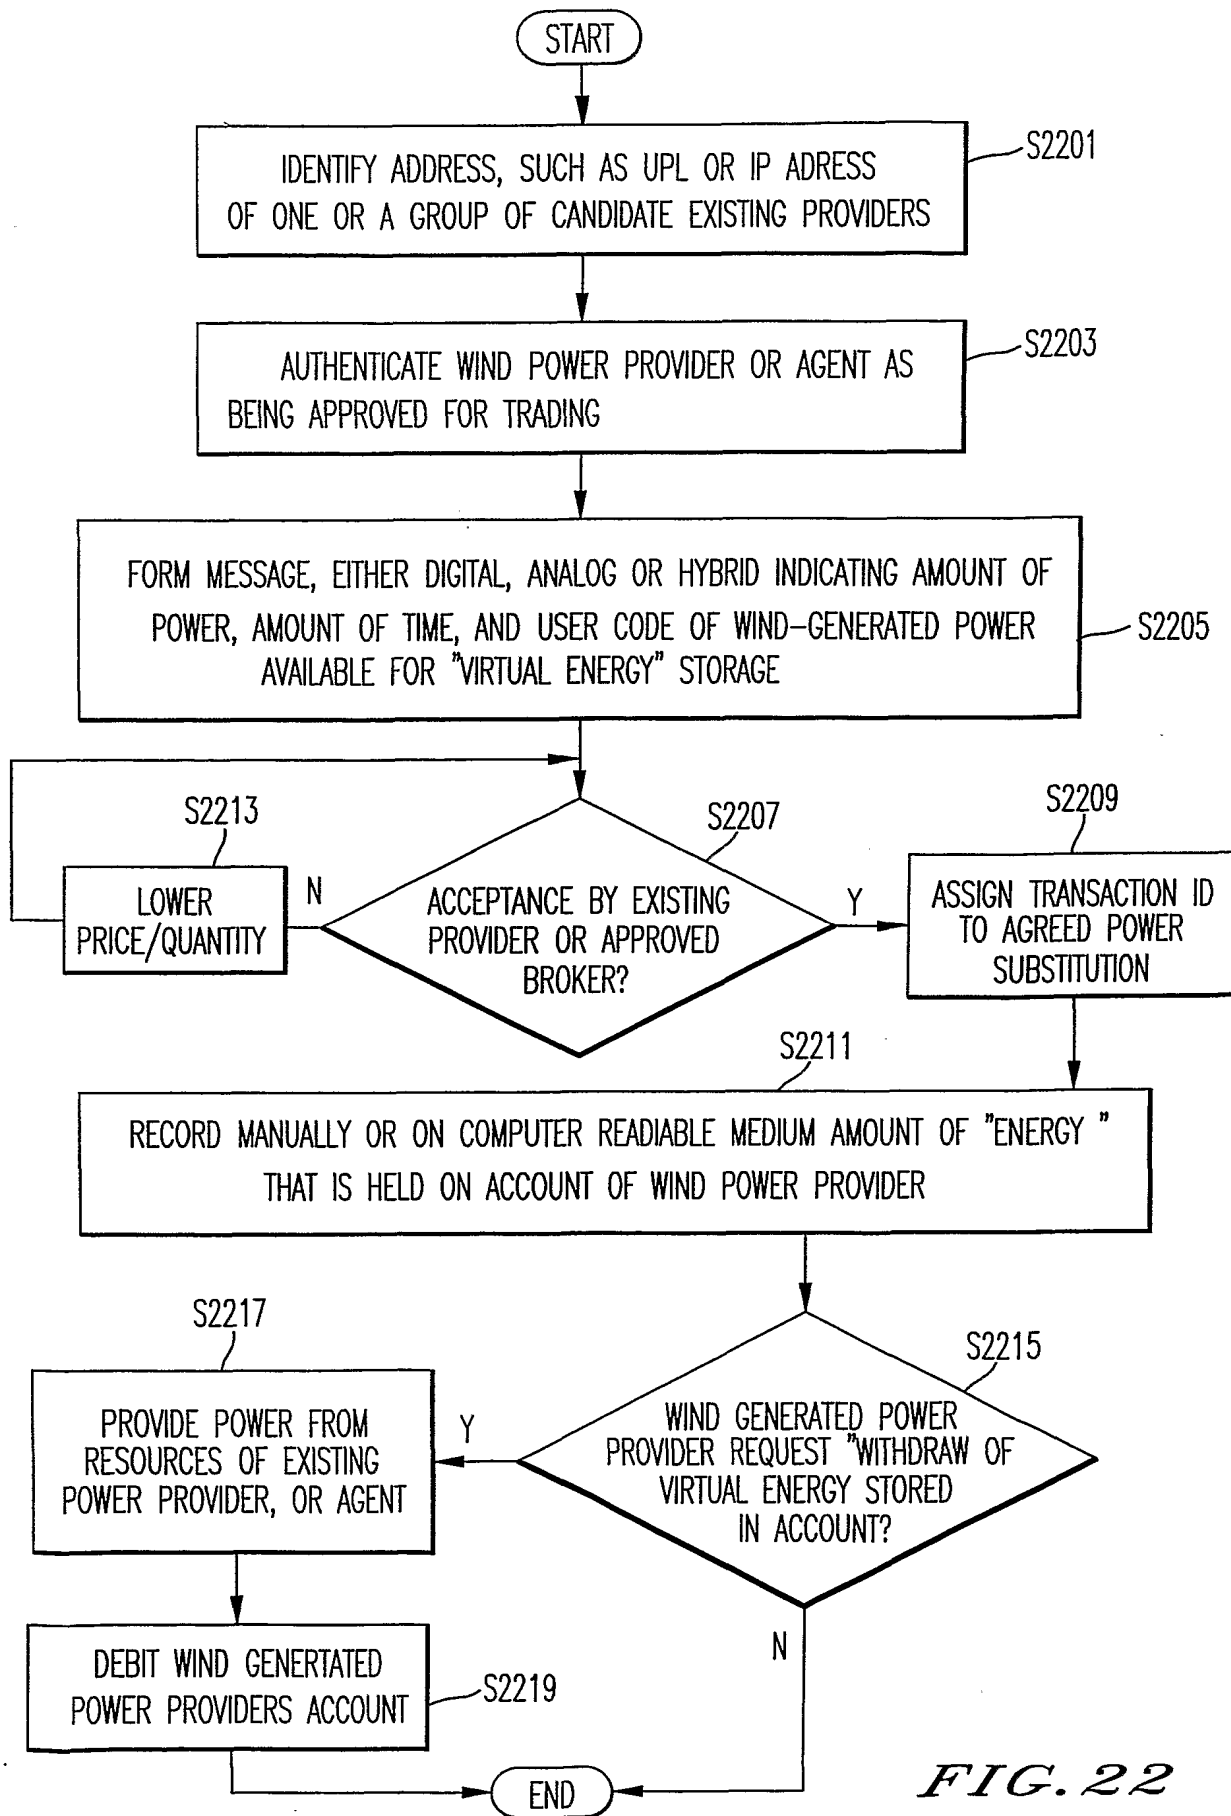 START
IDENTIFY ADDRESS, SUCH AS UPL OR IP ADRESS
OF ONE OR A GROUP OF CANDIDATE EXISTING PROVIDERS
S2201
AUTHENTICATE WIND POWER PROVIDER OR AGENT AS
BEING APPROVED FOR TRADING
S2203
FORM MESSAGE, EITHER DIGITAL, ANALOG OR HYBRID INDICATING AMOUNT OF
POWER, AMOUNT OF TIME, AND USER CODE OF WIND-GENERATED POWER
AVAILABLE FOR "VIRTUAL ENERGY" STORAGE
S2205
S2213
LOWER
PRICE/QUANTITY
N
S2207
ACCEPTANCE BY EXISTING
PROVIDER OR APPROVED
BROKER?
Y
S2209
ASSIGN TRANSACTION ID
TO AGREED POWER
SUBSTITUTION
S2211
RECORD MANUALLY OR ON COMPUTER READIABLE MEDIUM AMOUNT OF "ENERGY "
THAT IS HELD ON ACCOUNT OF WIND POWER PROVIDER
S2217
PROVIDE POWER FROM
RESOURCES OF EXISTING
POWER PROVIDER, OR AGENT
Y
S2215
WIND GENERATED POWER
PROVIDER REQUEST "WITHDRAW OF
VIRTUAL ENERGY STORED
IN ACCOUNT?
N
DEBIT WIND GENERTATED
POWER PROVIDERS ACCOUNT
S2219
END
FIG. 22